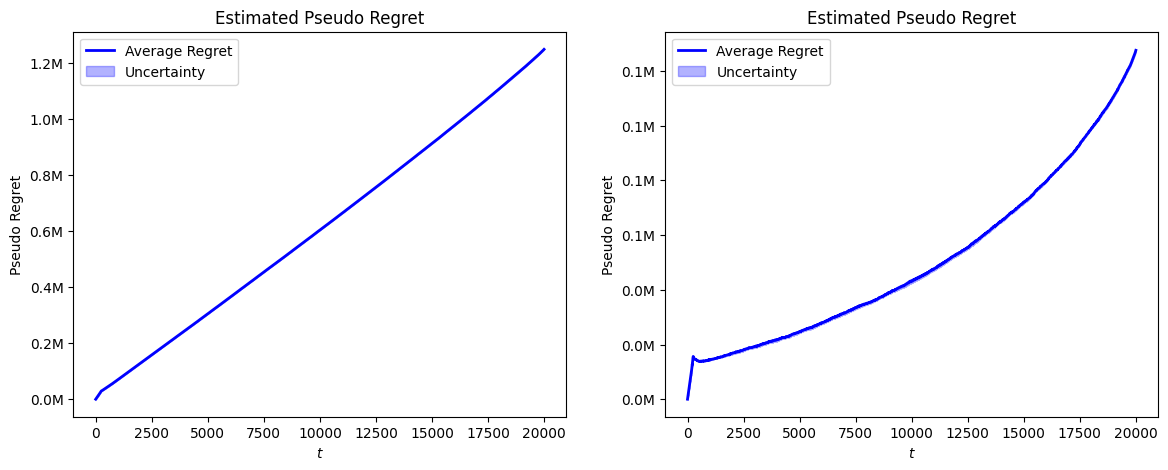 Estimated Pseudo Regret
Average Regret
Uncertainty
Pseudo Regret
1.2M
1.0M
0.8M
0.6M
0.4M
0.2M
0.0M
0 2500 5000 7500 10000 12500 15000 17500 20000
t
Estimated Pseudo Regret
Average Regret
Uncertainty
Pseudo Regret
0.1M
0.1M
0.1M
0.1M
0.0M
0.0M
0.0M
0 2500 5000 7500 10000 12500 15000 17500 20000
t